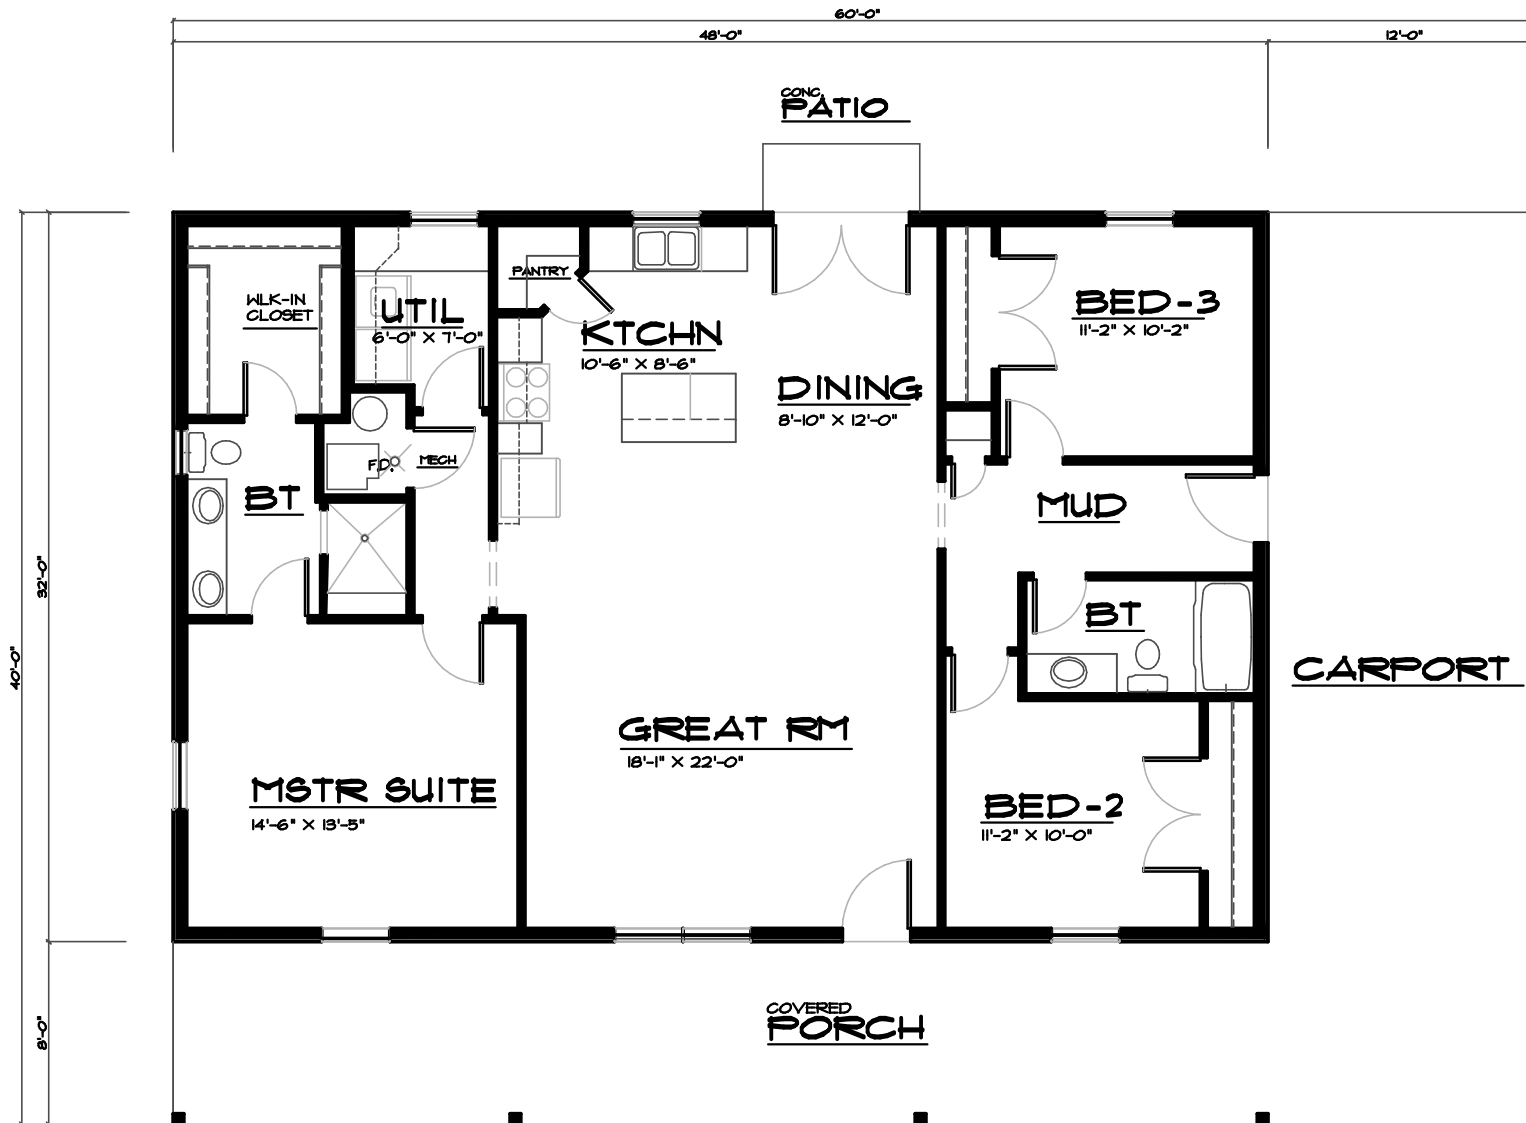 60'-0"
48'-0"
12'-0"
CONC.
PATIO
WLK-IN
CLOSET
UTIL
6'-0" X 7'-0"
PANTRY
KTCHN
10'-6" X 8'-6"
DINING
8'-10" X 12'-0"
BED-3
11'-2" X 10'-2"
F.D.
MECH
BT
MUD
32'-0"
40'-0"
BT
CARPORT
GREAT RM
18'-1" X 22'-0"
MSTR SUITE
14'-6" X 13'-5"
BED-2
11'-2" X 10'-0"
8'-0"
COVERED
PORCH